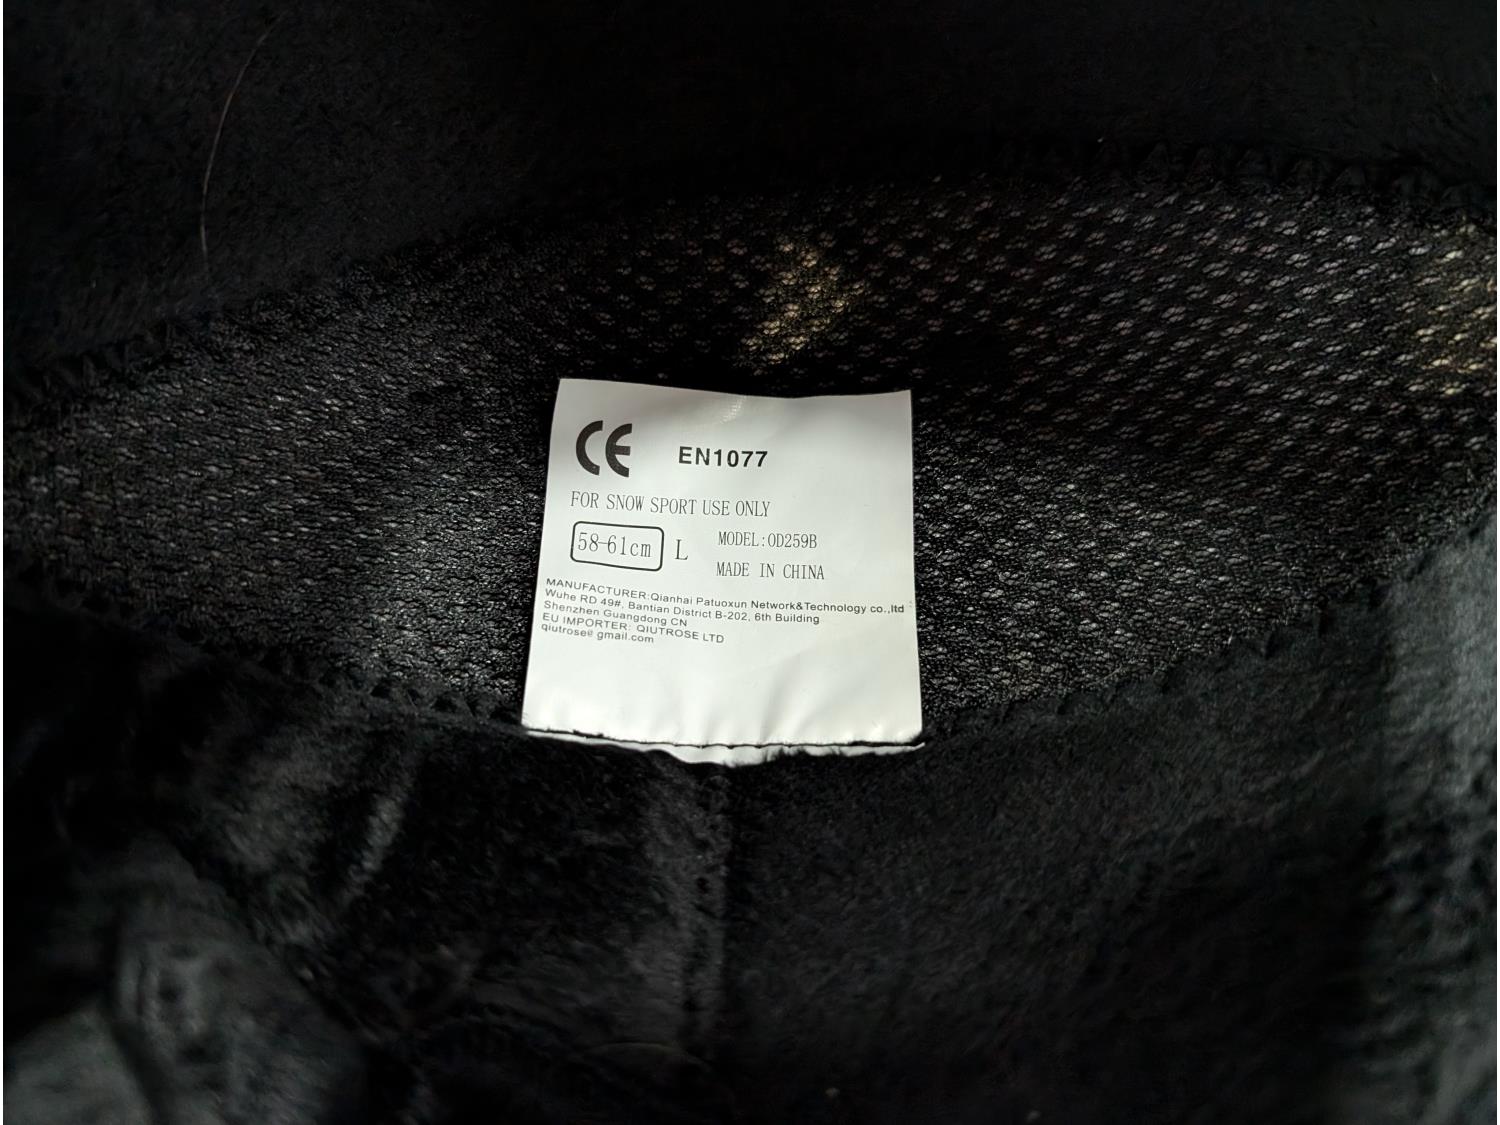 CE EN1077
FOR SNOW SPORT USE ONLY
58-61cm L MODEL:OD259B
MADE IN CHINA
MANUFACTURER:Qianhai Patuoxun Network&Technology co.,ltd
Wuhe RD 49#, Bantian District B-202, 6th Building
Shenzhen Guangdong CN
EU IMPORTER: QIUTROSE LTD
qiutrose@ gmail.com